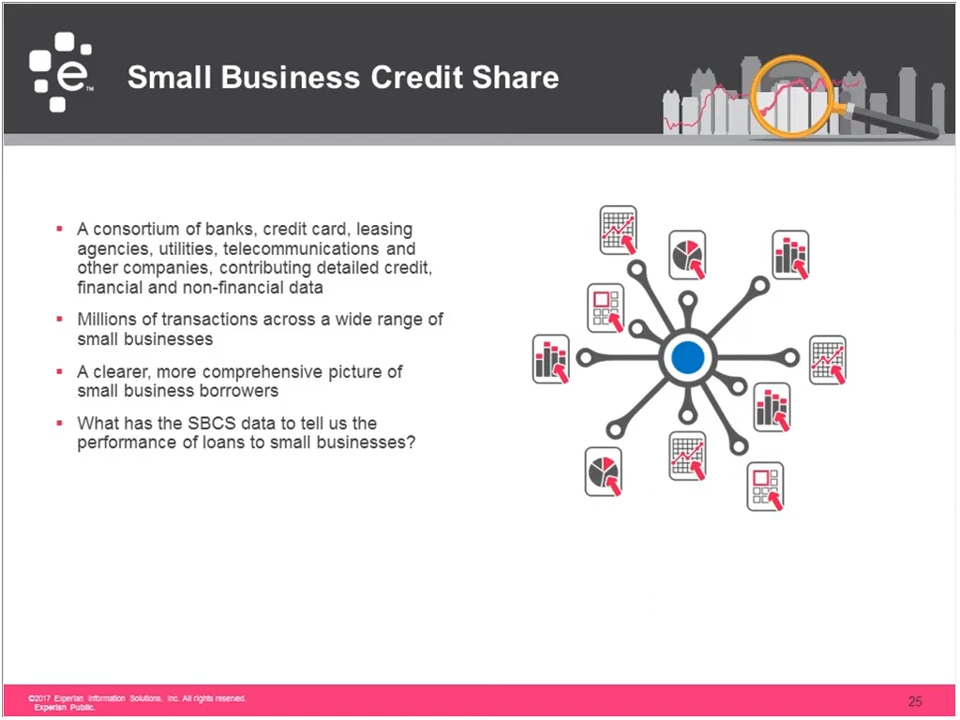 e™
Small Business Credit Share
▪ A consortium of banks, credit card, leasing
agencies, utilities, telecommunications and
other companies, contributing detailed credit,
financial and non-financial data
▪ Millions of transactions across a wide range of
small businesses
▪ A clearer, more comprehensive picture of
small business borrowers
▪ What has the SBCS data to tell us the
performance of loans to small businesses?
©2017 Experian Information Solutions, Inc. All rights reserved.
Experian Public.
25